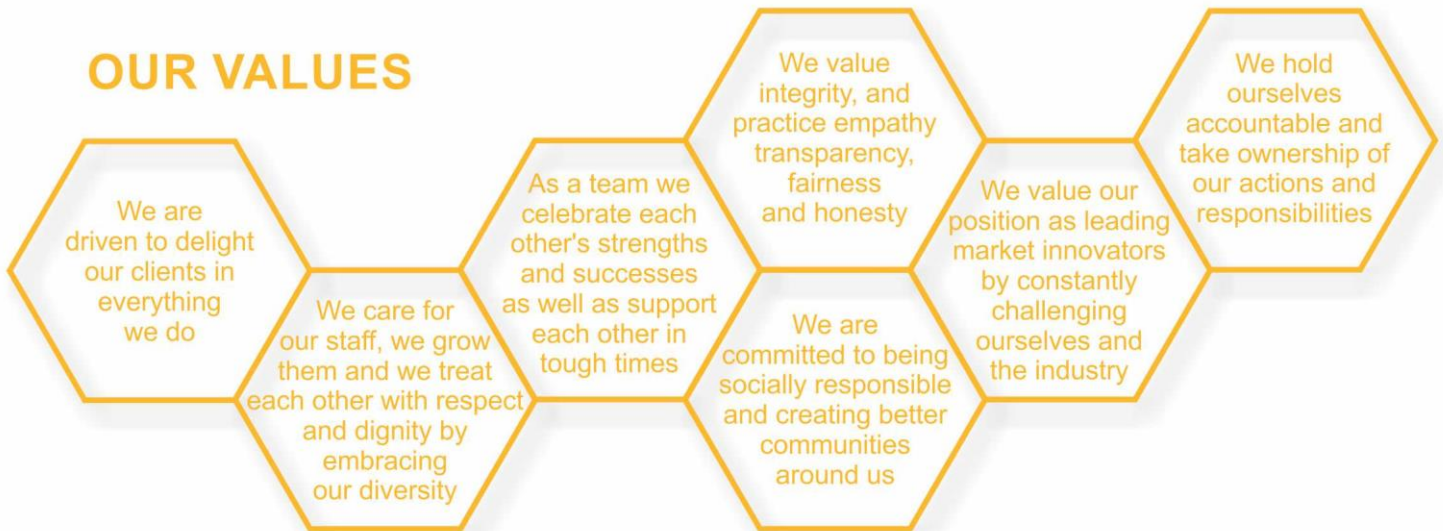 OUR VALUES
We are
driven to delight
our clients in
everything
we do
We care for
our staff, we grow
them and we treat
each other with respect
and dignity by
embracing
our diversity
As a team we
celebrate each
other's strengths
and successes
as well as support
each other in
tough times
We value
integrity, and
practice empathy
transparency,
fairness
and honesty
We are
committed to being
socially responsible
and creating better
communities
around us
We value our
position as leading
market innovators
by constantly
challenging
ourselves and
the industry
We hold
ourselves
accountable and
take ownership of
our actions and
responsibilities